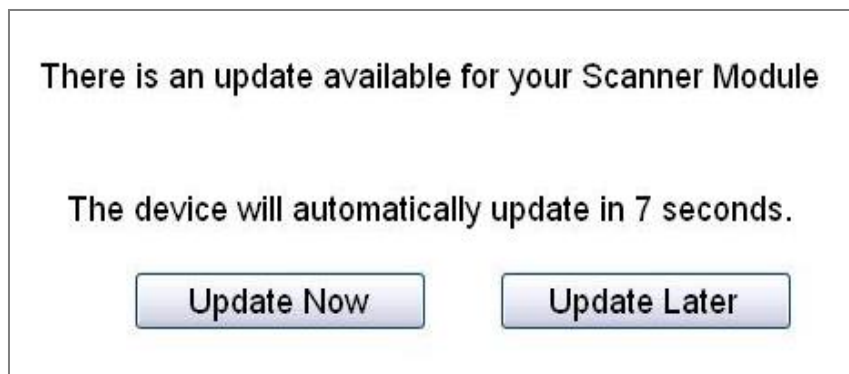 There is an update available for your Scanner Module
The device will automatically update in 7 seconds.
Update Now Update Later